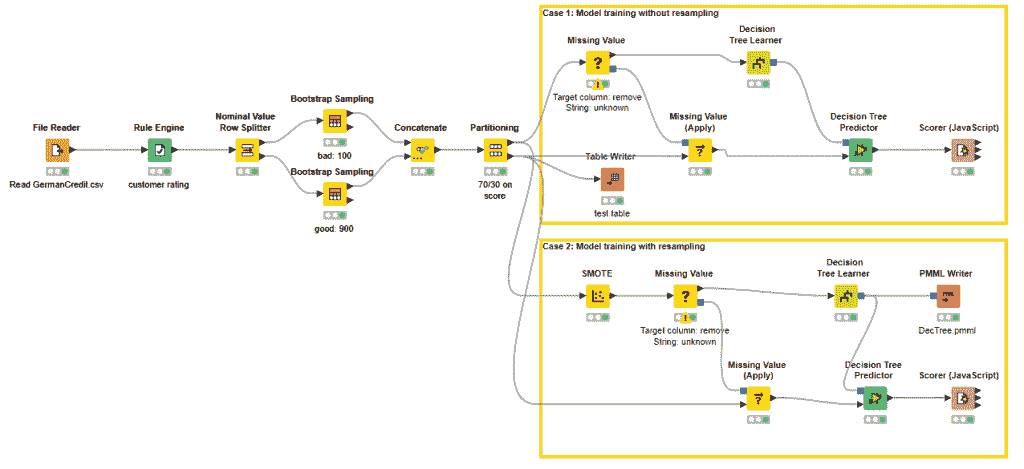 Case 1: Model training without resampling
Decision
Tree Learner
Missing Value
Target column: remove
String: unknown
Bootstrap Sampling
bad: 100
File Reader
Read GermanCredit.csv
Rule Engine
customer rating
Nominal Value
Row Splitter
Concatenate
Partitioning
70/30 on
score
Bootstrap Sampling
good: 900
Missing Value
(Apply)
Decision Tree
Predictor
Scorer (JavaScript)
Table Writer
test table
Case 2: Model training with resampling
SMOTE
Missing Value
Target column: remove
String: unknown
Decision
Tree Learner
PMML Writer
DecTree.pmml
Missing Value
(Apply)
Decision Tree
Predictor
Scorer (JavaScript)